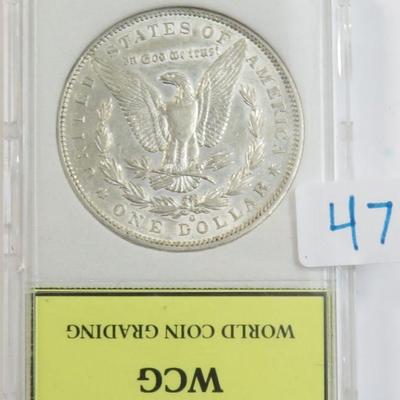 UNITED STATES OF AMERICA
In God We trust
O
ONE DOLLAR
47
WORLD COIN GRADING
WCG